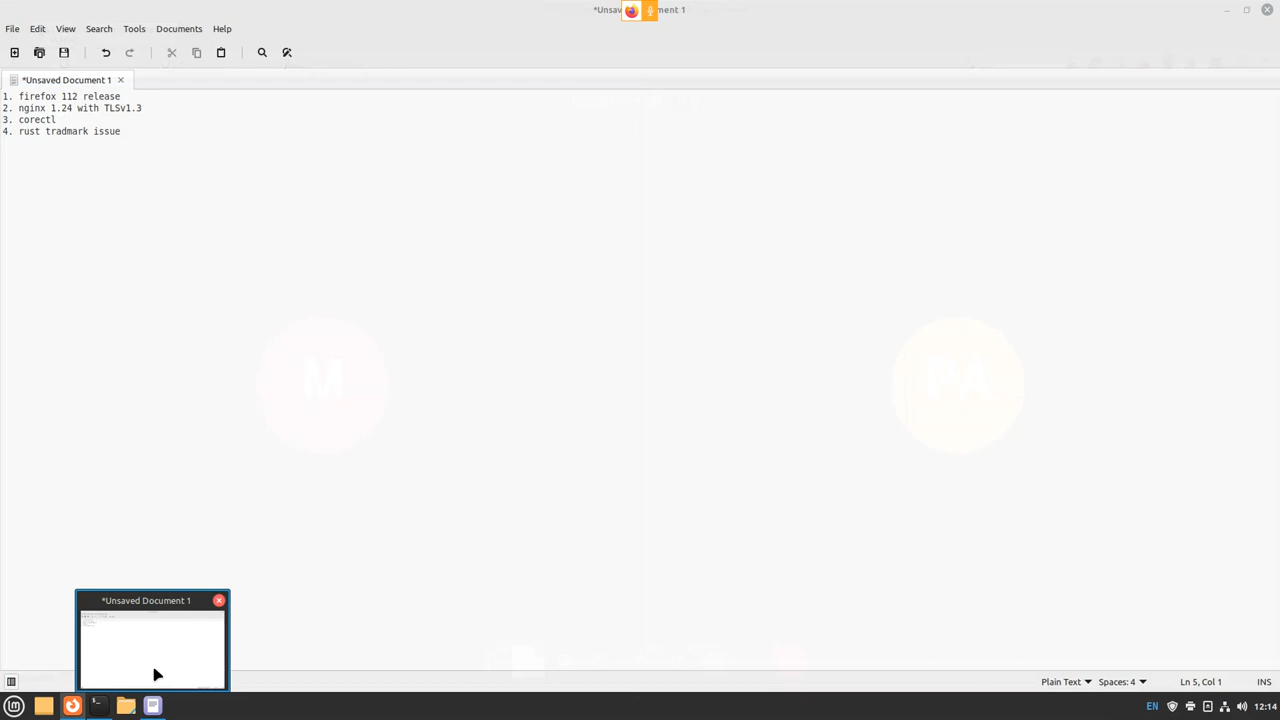 *Unsaved Document 1
File Edit View Search Tools Documents Help
*Unsaved Document 1
1. firefox 112 release
2. nginx 1.24 with TLSv1.3
3. corectl
4. rust tradmark issue
M
PA
*Unsaved Document 1
Plain Text Spaces: 4 Ln 5, Col 1 INS
EN 12:14